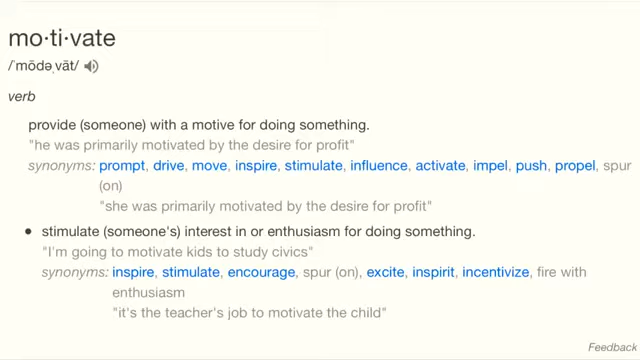 mo·ti·vate
/ˈmōdəˌvāt/
verb
provide (someone) with a motive for doing something.
"he was primarily motivated by the desire for profit"
synonyms: prompt, drive, move, inspire, stimulate, influence, activate, impel, push, propel, spur
(on)
"she was primarily motivated by the desire for profit"
• stimulate (someone's) interest in or enthusiasm for doing something.
"I'm going to motivate kids to study civics"
synonyms: inspire, stimulate, encourage, spur (on), excite, inspirit, incentivize, fire with
enthusiasm
"it's the teacher's job to motivate the child"
Feedback